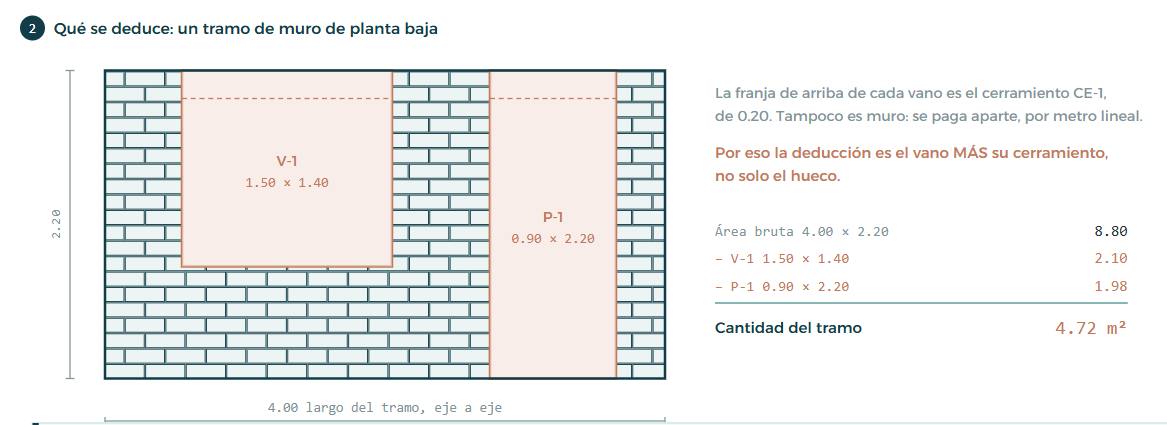 2 Qué se deduce: un tramo de muro de planta baja
2.20
V-1
1.50 × 1.40
P-1
0.90 × 2.20
4.00 largo del tramo, eje a eje
La franja de arriba de cada vano es el cerramiento CE-1,
de 0.20. Tampoco es muro: se paga aparte, por metro lineal.
Por eso la deducción es el vano MÁS su cerramiento,
no solo el hueco.
Área bruta 4.00 × 2.20 8.80
− V-1 1.50 × 1.40 2.10
− P-1 0.90 × 2.20 1.98
Cantidad del tramo 4.72 m²